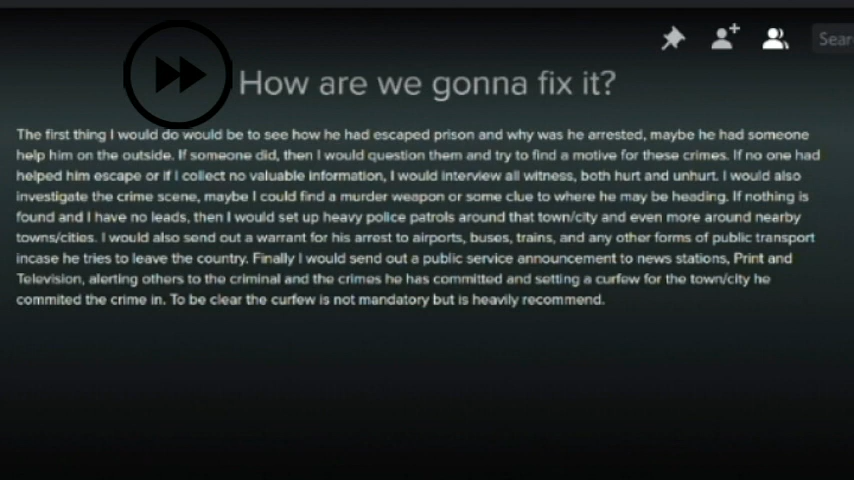 Sear
How are we gonna fix it?
The first thing I would do would be to see how he had escaped prison and why was he arrested, maybe he had someone
help him on the outside. If someone did, then I would question them and try to find a motive for these crimes. If no one had
helped him escape or if I collect no valuable information, I would interview all witness, both hurt and unhurt. I would also
investigate the crime scene, maybe I could find a murder weapon or some clue to where he may be heading. If nothing is
found and I have no leads, then I would set up heavy police patrols around that town/city and even more around nearby
towns/cities. I would also send out a warrant for his arrest to airports, buses, trains, and any other forms of public transport
incase he tries to leave the country. Finally I would send out a public service announcement to news stations, Print and
Television, alerting others to the criminal and the crimes he has committed and setting a curfew for the town/city he
commited the crime in. To be clear the curfew is not mandatory but is heavily recommend.